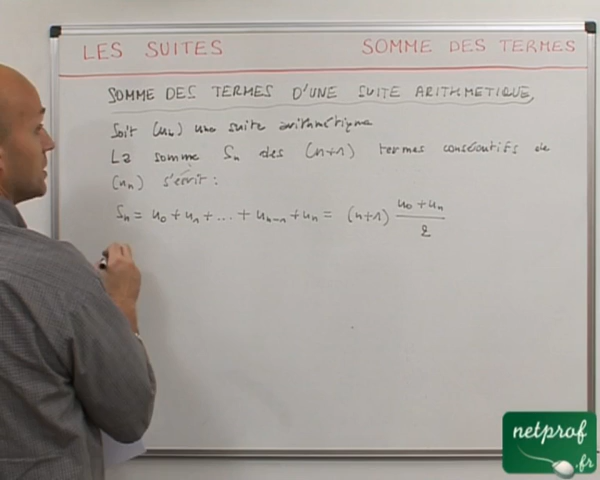 LES SUITES SOMME DES TERMES
SOMME DES TERMES D'UNE SUITE ARITHMETIQUE
Soit (un) une suite arithmétique
La somme Sn des (n+1) termes consécutifs de
(un) s'écrit :
Sn = u0 + u1 + ... + un-1 + un = (n+1) (u0 + un)/2
netprof
.fr